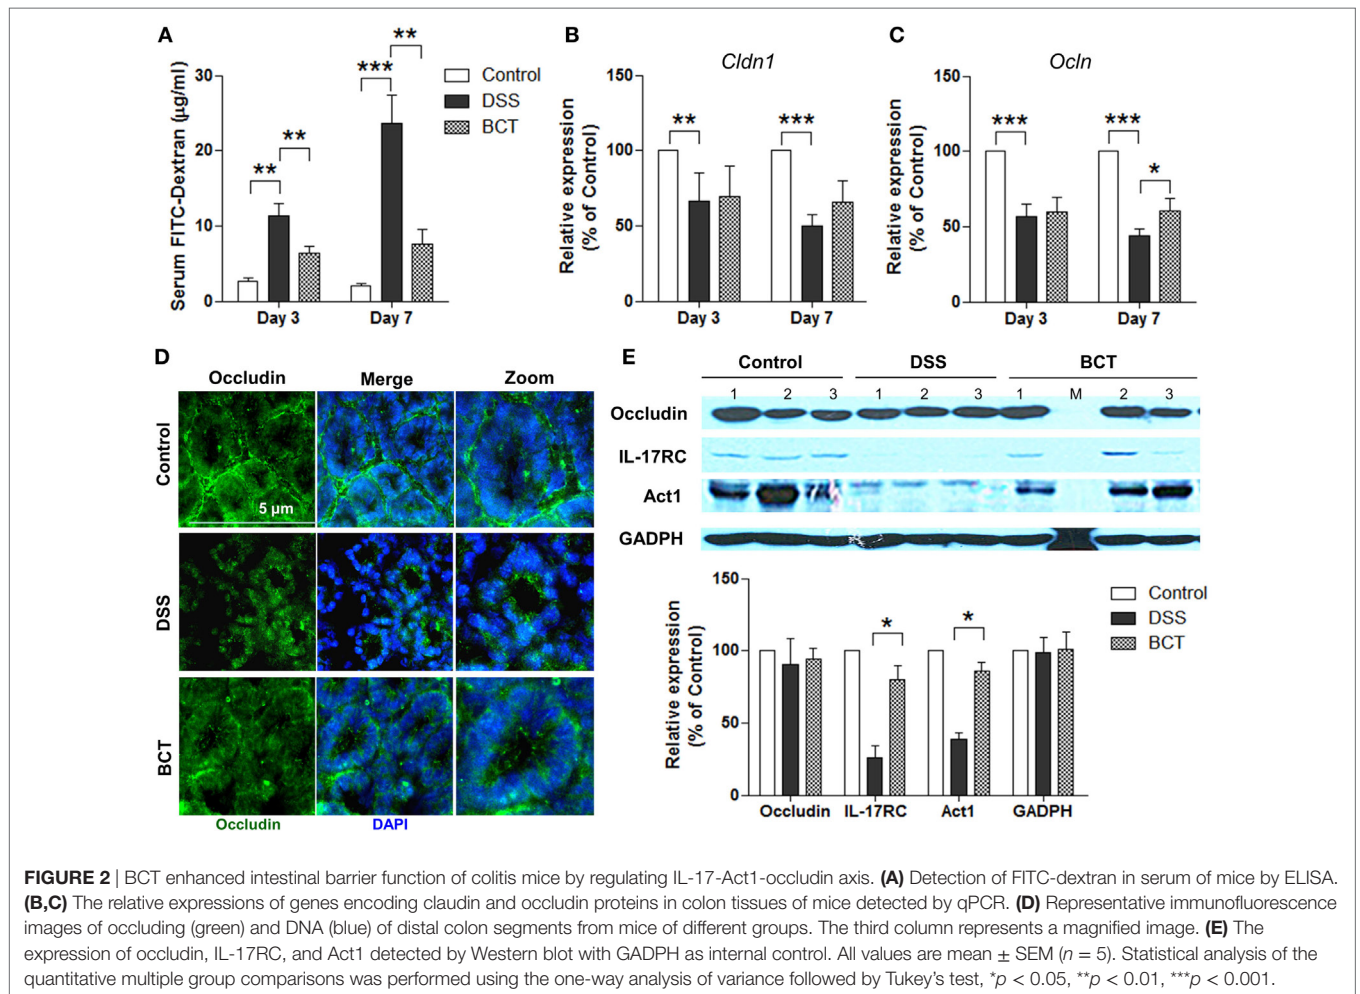 A
Serum FITC-Dextran (µg/ml)
30
20
10
0
**
***
**
**
Day 3
Day 7
Control
DSS
BCT
B
Cldn1
Relative expression
(% of Control)
150
100
50
0
**
***
Day 3
Day 7
C
Ocln
Relative expression
(% of Control)
150
100
50
0
***
***
*
Day 3
Day 7
D
Occludin Merge Zoom
Control
5 µm
DSS
BCT
Occludin DAPI
E
Control DSS BCT
1 2 3 1 2 3 1 M 2 3
Occludin
IL-17RC
Act1
GADPH
Relative expression
(% of Control)
150
100
50
0
*
*
Control
DSS
BCT
Occludin IL-17RC Act1 GADPH
FIGURE 2 | BCT enhanced intestinal barrier function of colitis mice by regulating IL-17-Act1-occludin axis. (A) Detection of FITC-dextran in serum of mice by ELISA.
(B,C) The relative expressions of genes encoding claudin and occludin proteins in colon tissues of mice detected by qPCR. (D) Representative immunofluorescence
images of occluding (green) and DNA (blue) of distal colon segments from mice of different groups. The third column represents a magnified image. (E) The
expression of occludin, IL-17RC, and Act1 detected by Western blot with GADPH as internal control. All values are mean ± SEM (n = 5). Statistical analysis of the
quantitative multiple group comparisons was performed using the one-way analysis of variance followed by Tukey's test, *p < 0.05, **p < 0.01, ***p < 0.001.